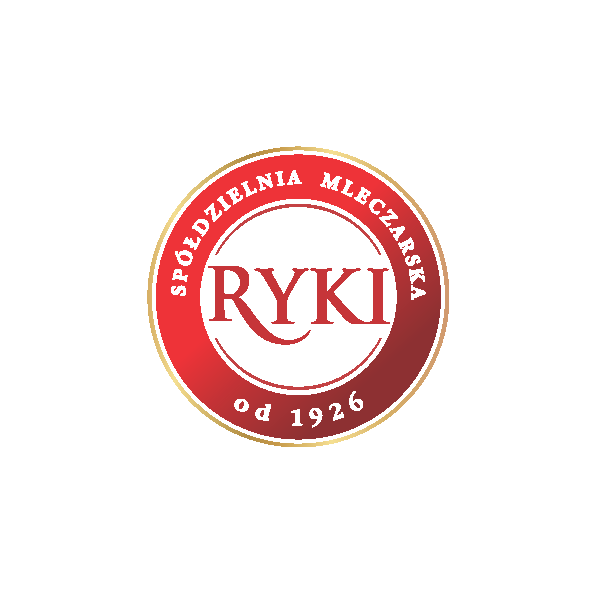 SPÓŁDZIELNIA MLECZARSKA
RYKI
od 1926